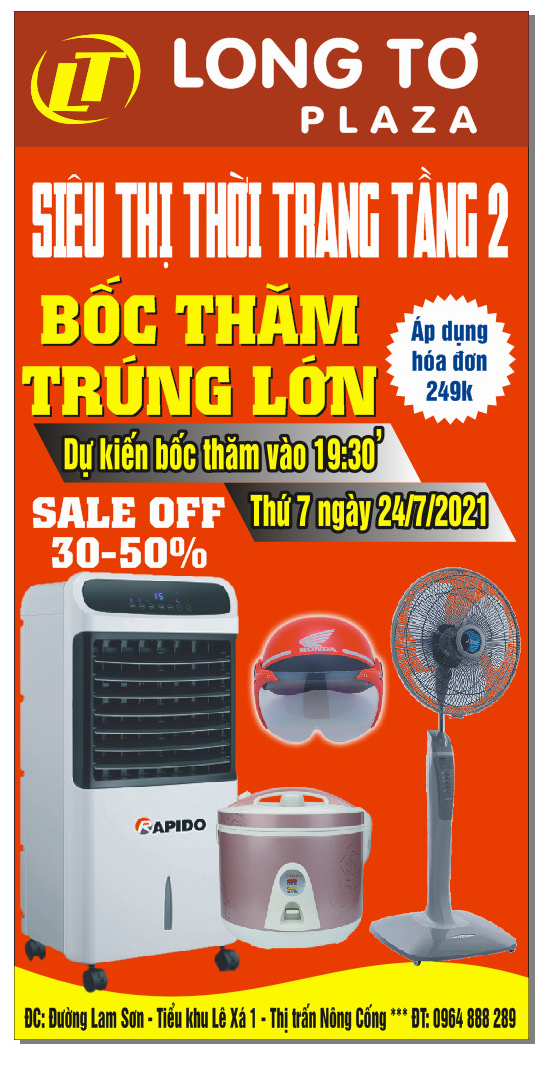 LT
LONG TƠ
PLAZA
SIÊU THỊ THỜI TRANG TẦNG 2
BỐC THĂM
TRÚNG LỚN
Áp dụng
hóa đơn
249k
Dự kiến bốc thăm vào 19:30’
Thứ 7 ngày 24/7/2021
SALE OFF
30-50%
15
HONDA
RAPIDO
ĐC: Đường Lam Sơn - Tiểu khu Lê Xá 1 - Thị trấn Nông Cống *** ĐT: 0964 888 289